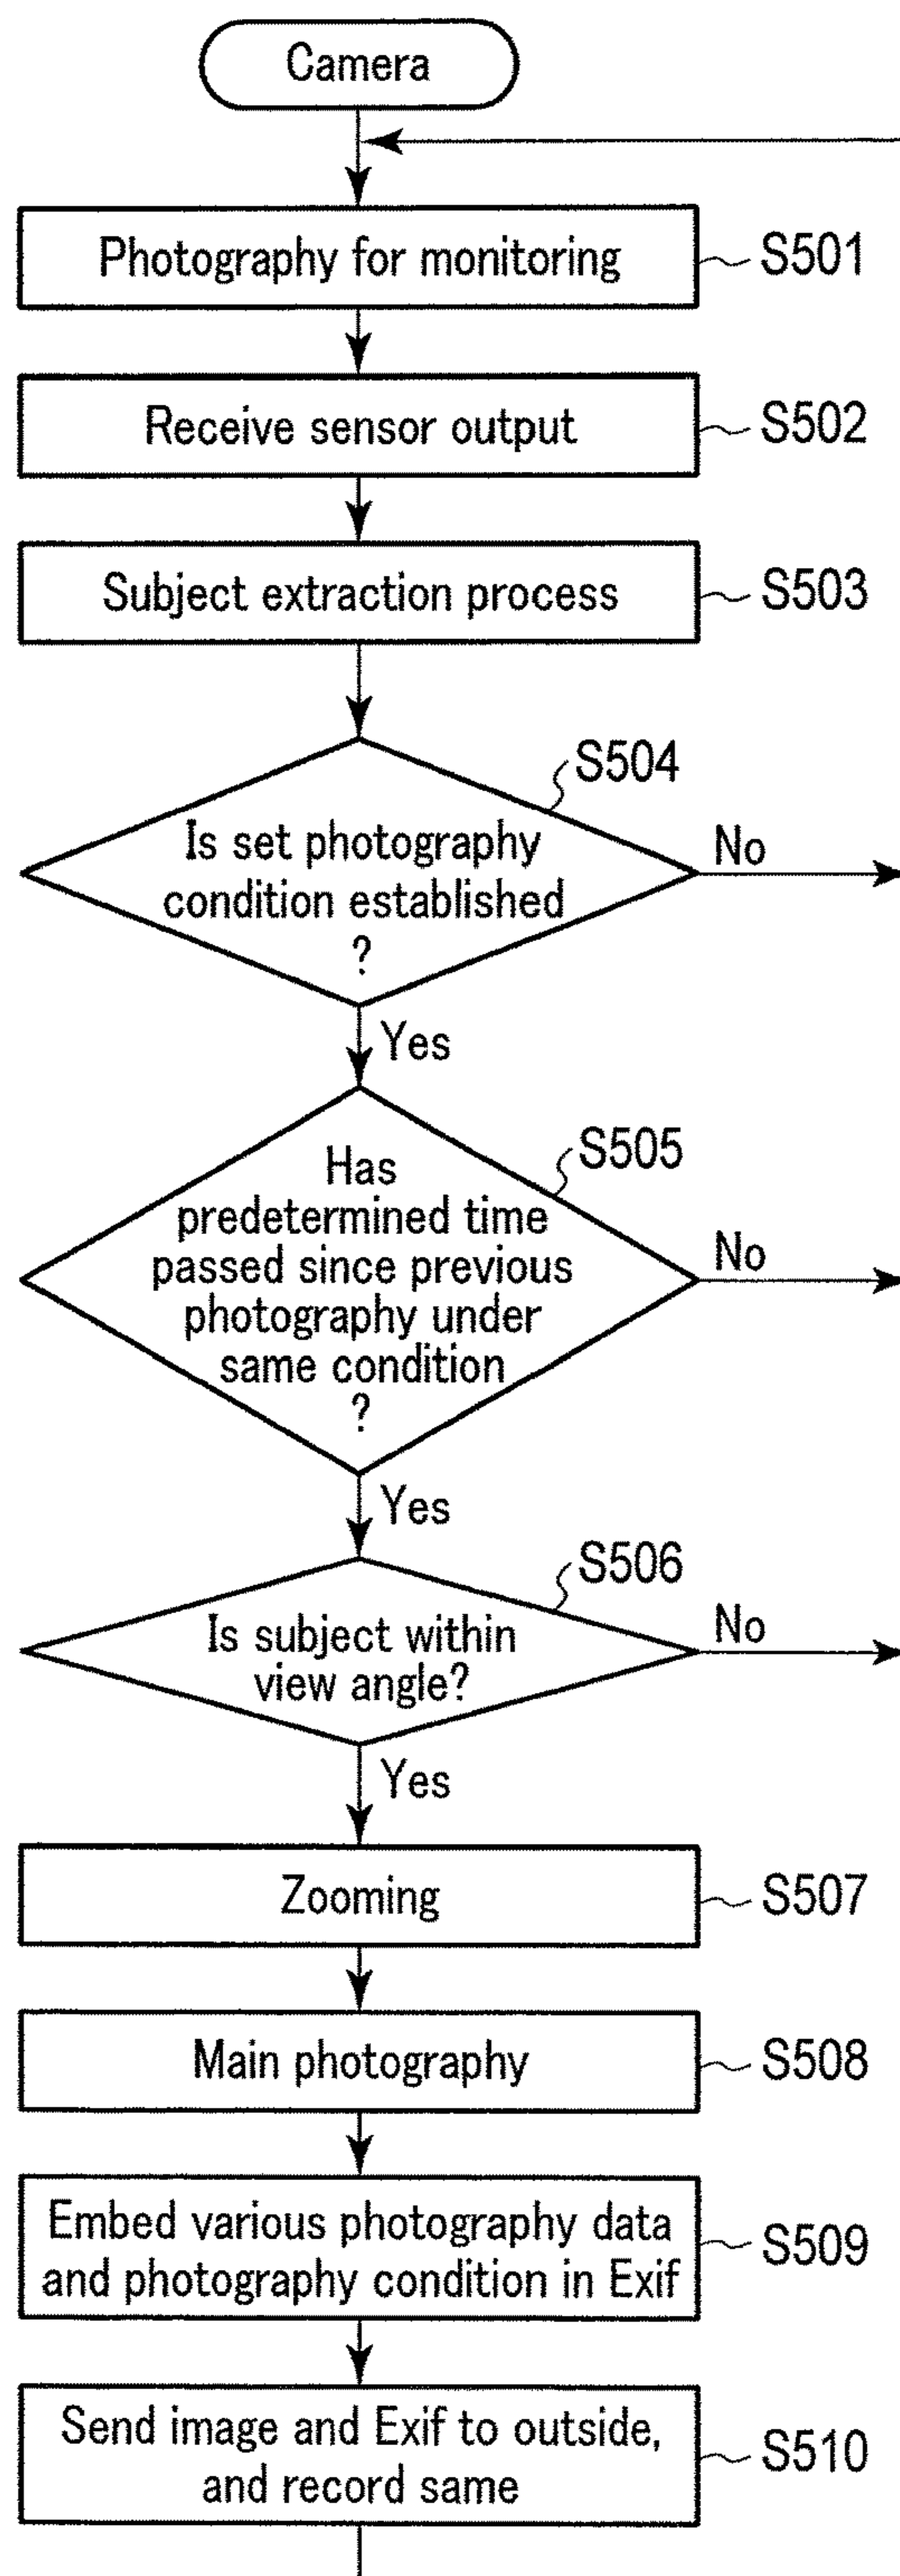 Camera
Photography for monitoring
S501
Receive sensor output
S502
Subject extraction process
S503
S504
Is set photography
condition established
?
No
Yes
S505
Has
predetermined time
passed since previous
photography under
same condition
?
No
Yes
S506
Is subject within
view angle?
No
Yes
Zooming
S507
Main photography
S508
Embed various photography data
and photography condition in Exif
S509
Send image and Exif to outside,
and record same
S510